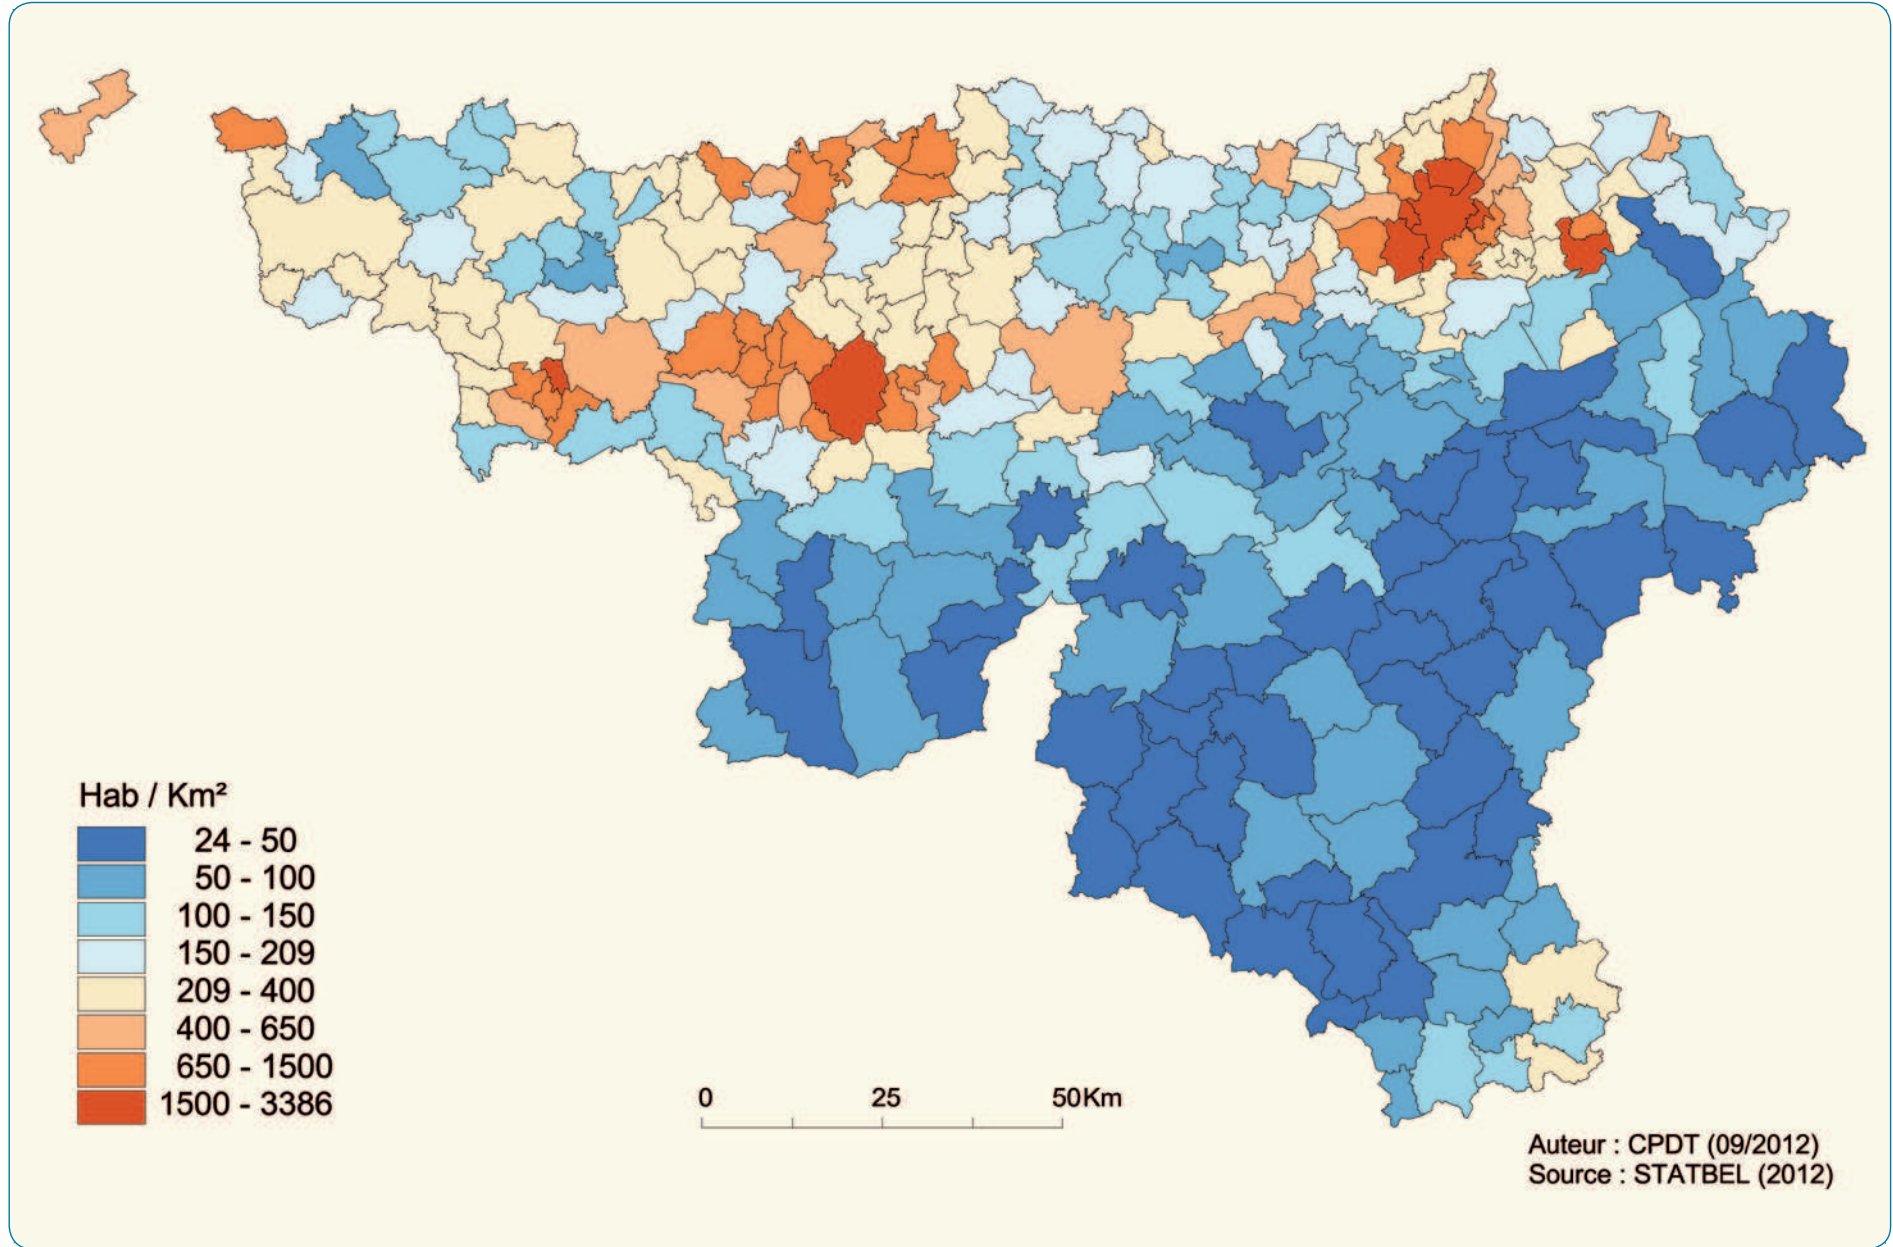 Hab / Km²
24 - 50
50 - 100
100 - 150
150 - 209
209 - 400
400 - 650
650 - 1500
1500 - 3386
0 25 50Km
Auteur : CPDT (09/2012)
Source : STATBEL (2012)